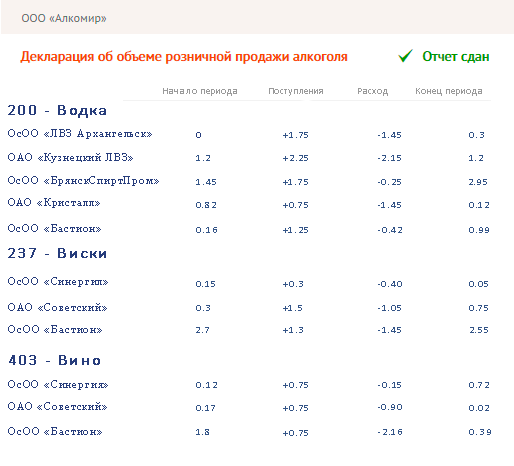 ООО «Алкомир»
Декларация об объеме розничной продажи алкоголя Отчет сдан
Начало периода Поступления Расход Конец периода
200 - Водка
ОсОО «ЛВЗ Архангельск» 0 +1.75 -1.45 0.3
ОАО «Кузнецкий ЛВЗ» 1.2 +2.25 -2.15 1.2
ОсОО «БрянскСпиртПром» 1.45 +1.75 -0.25 2.95
ОАО «Кристалл» 0.82 +0.75 -1.45 0.12
ОсОО «Бастион» 0.16 +1.25 -0.42 0.99
237 - Виски
ОсОО «Синергия» 0.15 +0.3 -0.40 0.05
ОАО «Советский» 0.3 +1.5 -1.05 0.75
ОсОО «Бастион» 2.7 +1.3 -1.45 2.55
403 - Вино
ОсОО «Синергия» 0.12 +0.75 -0.15 0.72
ОАО «Советский» 0.17 +0.75 -0.90 0.02
ОсОО «Бастион» 1.8 +0.75 -2.16 0.39